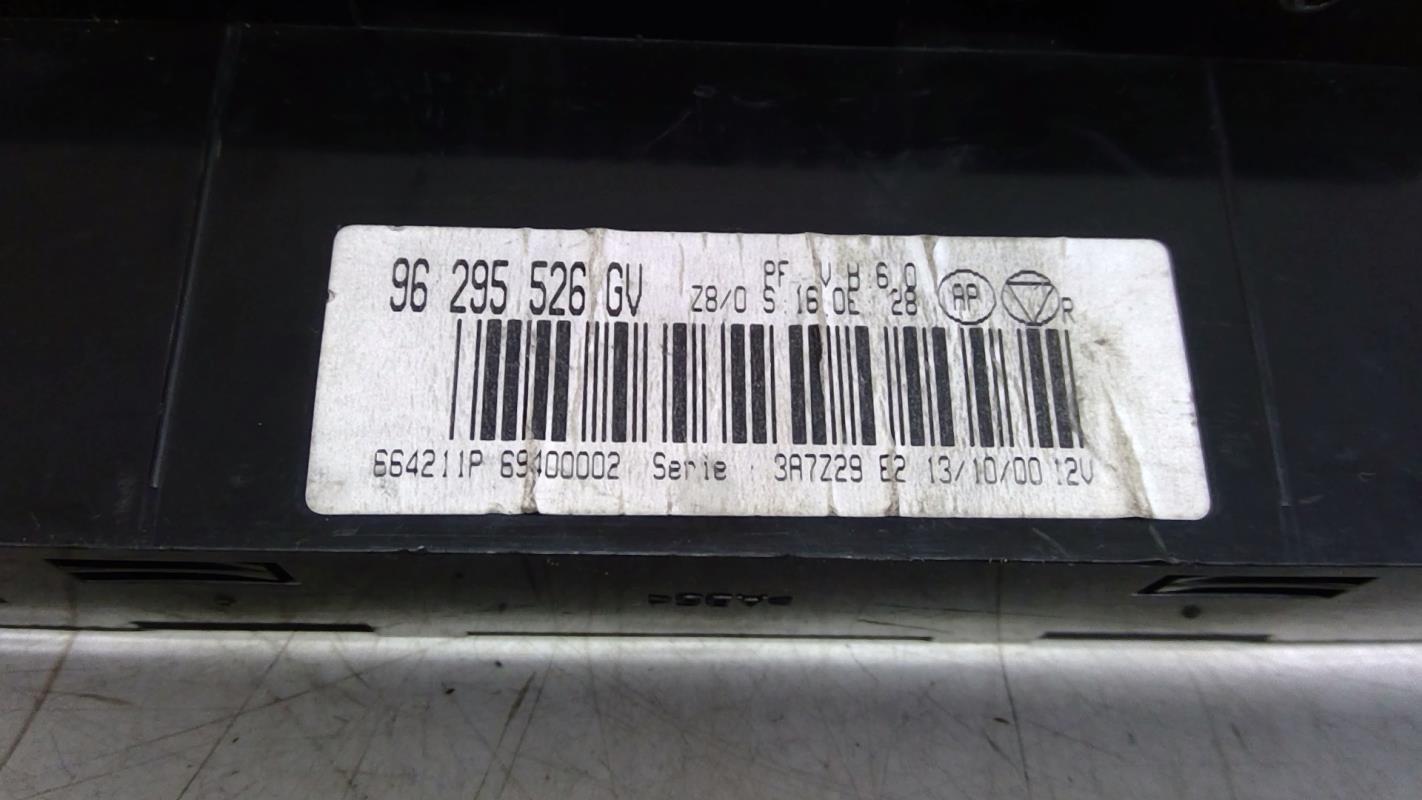 96 295 526 GV
PF V H 6.0
Z8/0 S 16 0E 28 AP R
664211P 69400002 Serie : 3A7Z29 E2 13/10/00 12V